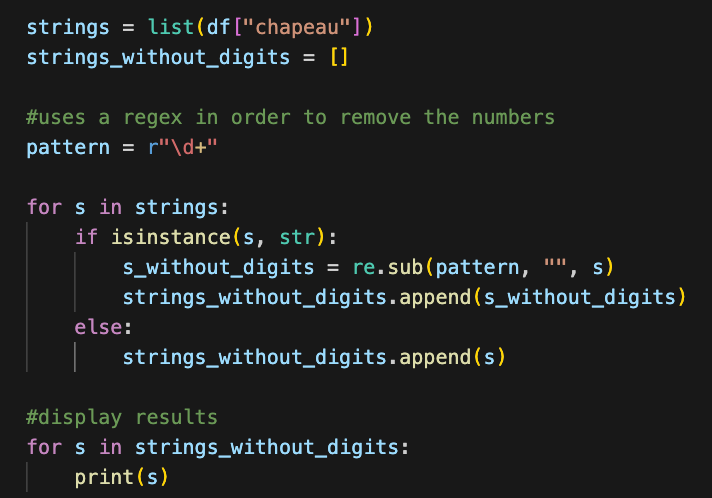 strings = list(df["chapeau"])
strings_without_digits = []

#uses a regex in order to remove the numbers
pattern = r"\d+"

for s in strings:
    if isinstance(s, str):
        s_without_digits = re.sub(pattern, "", s)
        strings_without_digits.append(s_without_digits)
    else:
        strings_without_digits.append(s)

#display results
for s in strings_without_digits:
    print(s)